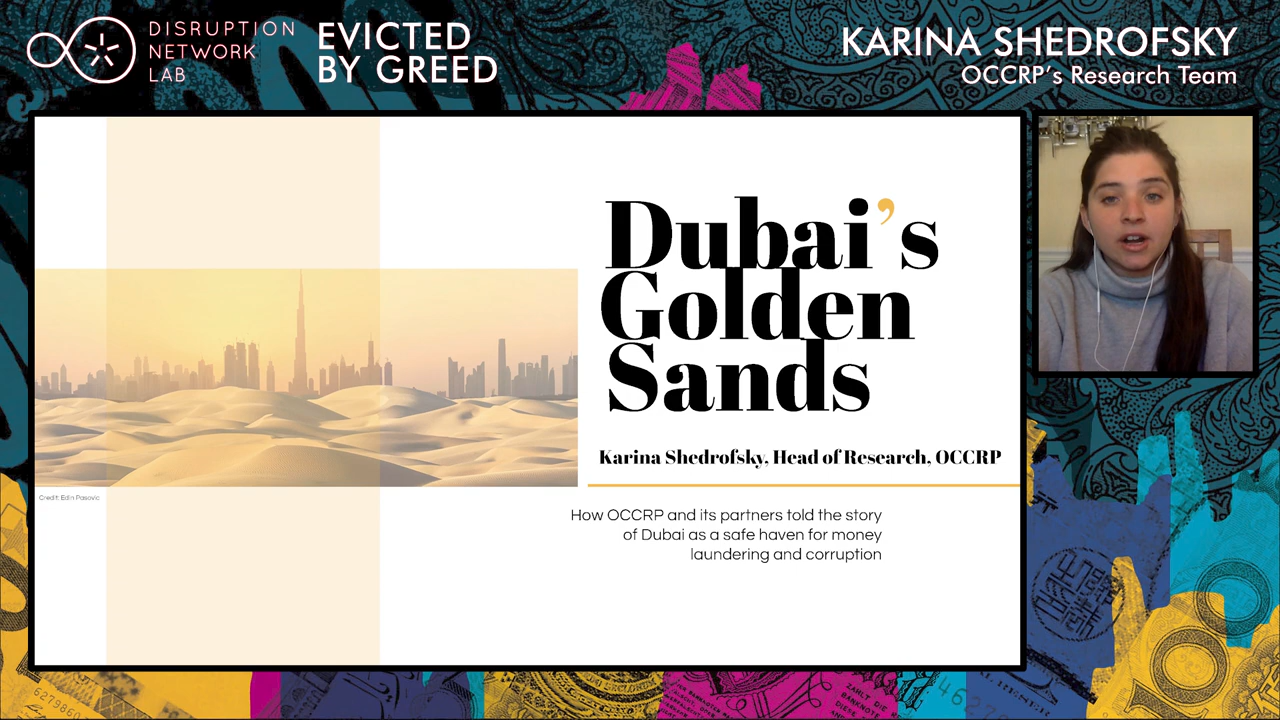 DISRUPTION
NETWORK
LAB
EVICTED
BY GREED
KARINA SHEDROFSKY
OCCRP's Research Team
Dubai's
Golden
Sands
Karina Shedrofsky, Head of Research, OCCRP
Credit: Edin Pasovic
How OCCRP and its partners told the story
of Dubai as a safe haven for money
laundering and corruption